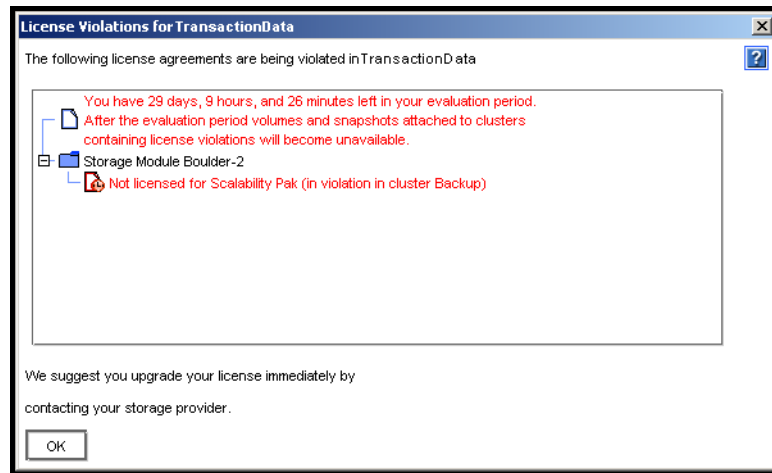 License Violations for TransactionData
The following license agreements are being violated in TransactionData
You have 29 days, 9 hours, and 26 minutes left in your evaluation period.
After the evaluation period volumes and snapshots attached to clusters
containing license violations will become unavailable.
Storage Module Boulder-2
Not licensed for Scalability Pak (in violation in cluster Backup)
We suggest you upgrade your license immediately by
contacting your storage provider.
OK